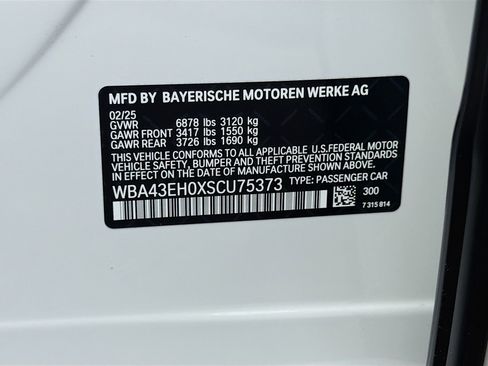 MFD BY BAYERISCHE MOTOREN WERKE AG
02/25
GVWR 6878 lbs 3120 kg
GAWR FRONT 3417 lbs 1550 kg
GAWR REAR 3726 lbs 1690 kg
THIS VEHICLE CONFORMS TO ALL APPLICABLE U.S.FEDERAL MOTOR
VEHICLE SAFETY, BUMPER, AND THEFT PREVENTION STANDARDS
IN EFFECT ON THE DATE OF MANUFACTURE SHOWN ABOVE.
WBA43EH0XSCU75373 TYPE: PASSENGER CAR
300
7 315 814